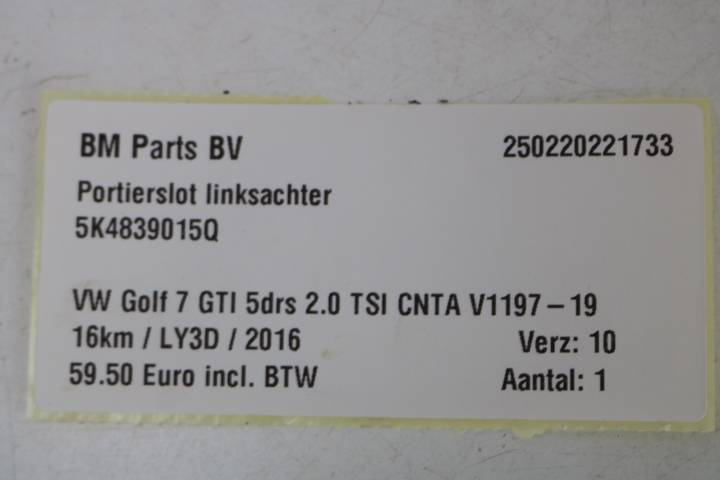 BM Parts BV 250220221733
Portierslot linksachter
5K4839015Q
VW Golf 7 GTI 5drs 2.0 TSI CNTA V1197 – 19
16km / LY3D / 2016 Verz: 10
59.50 Euro incl. BTW Aantal: 1